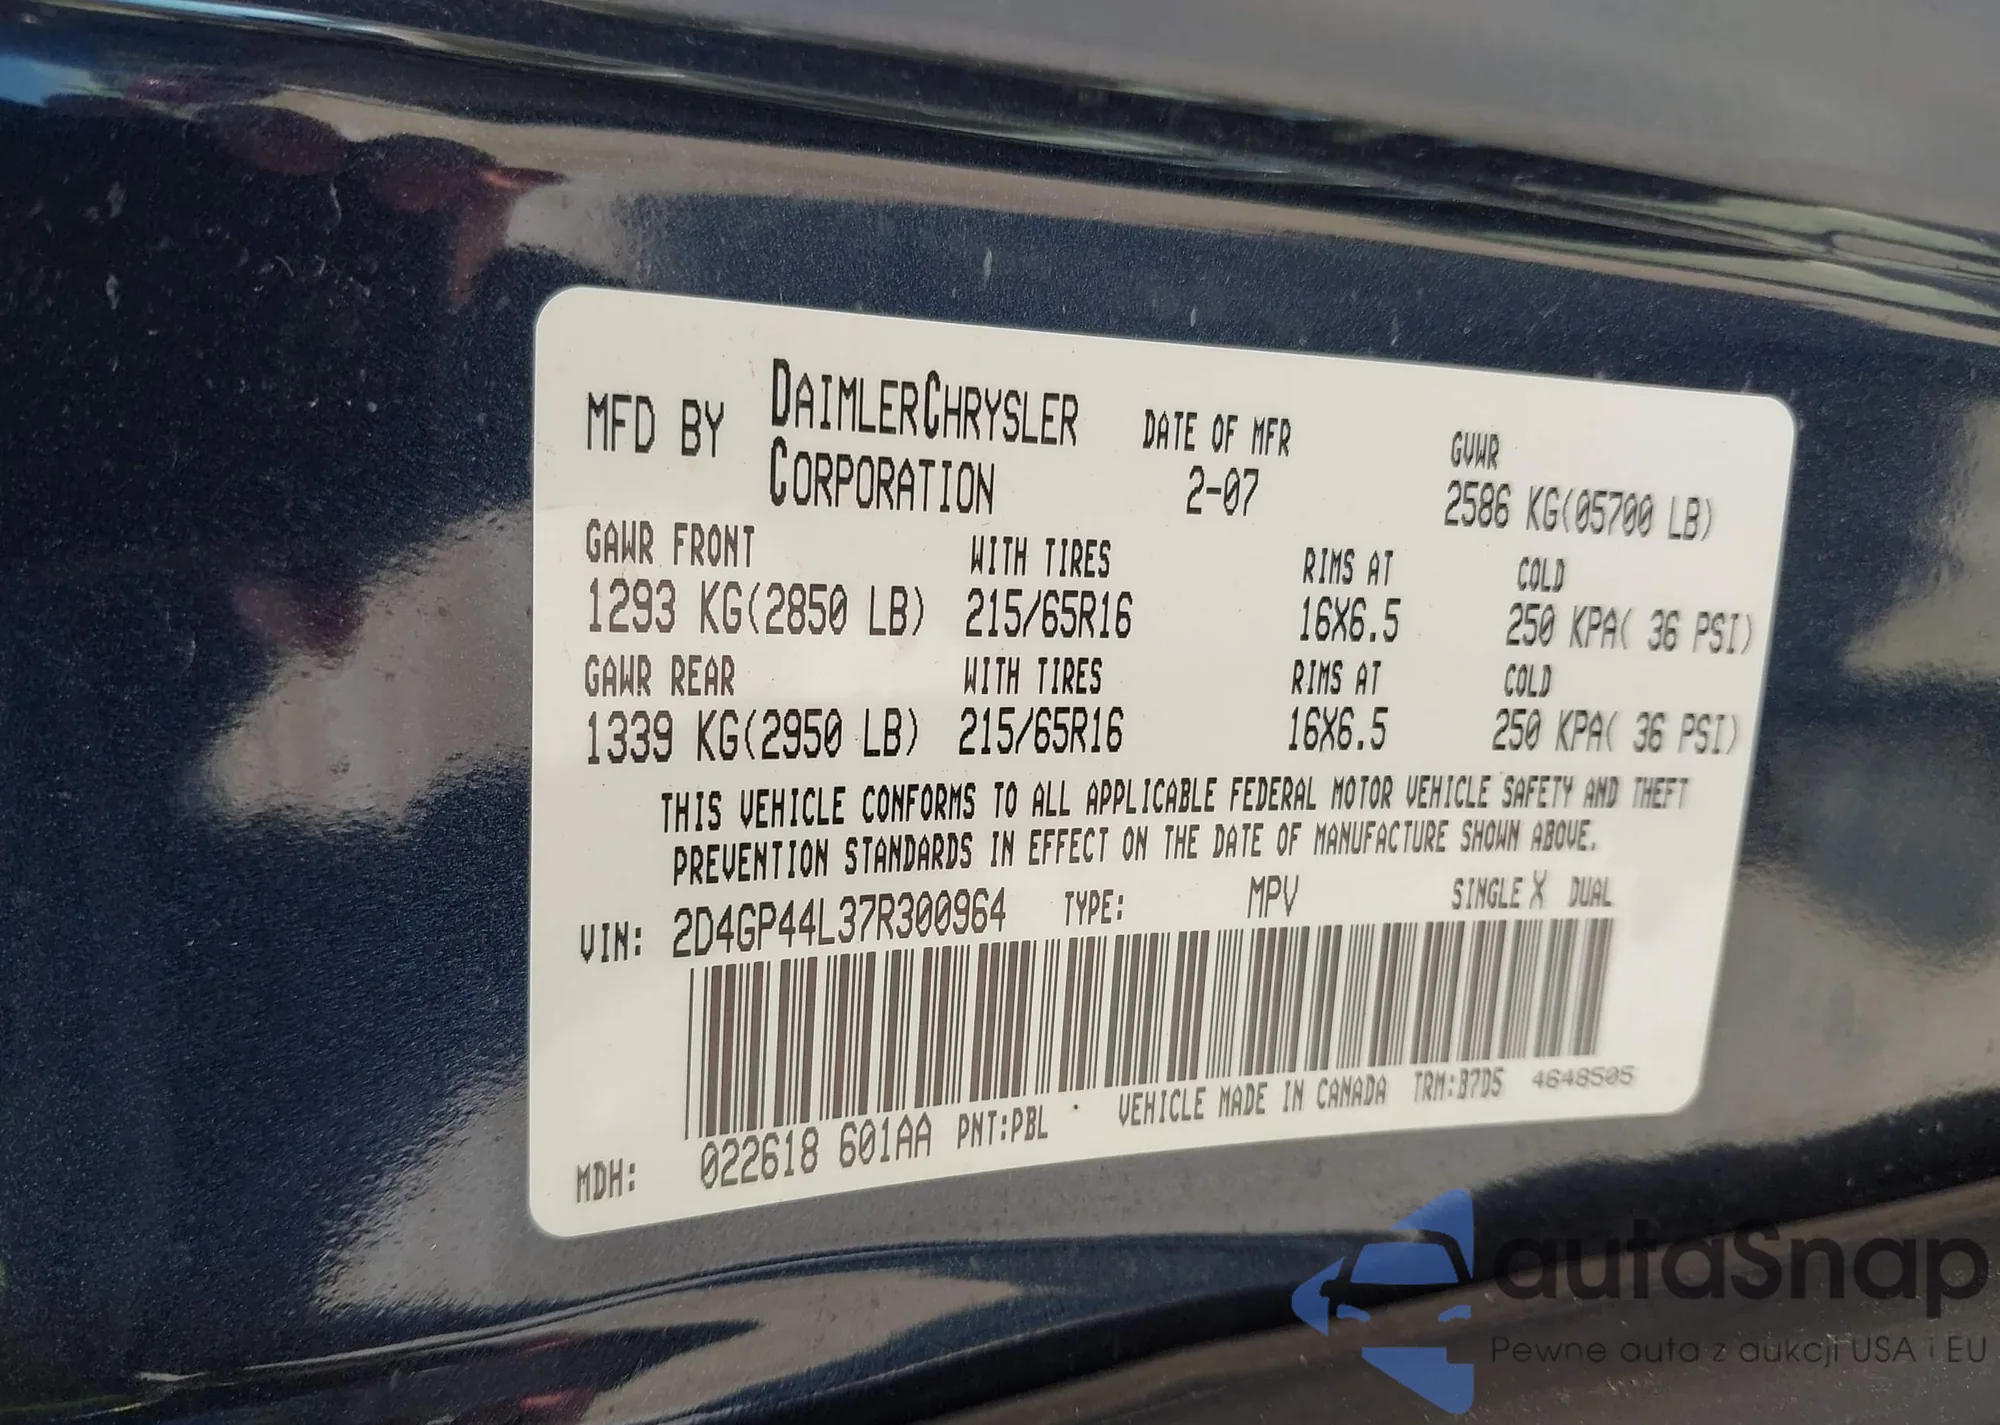 MFD BY DAIMLERCHRYSLER CORPORATION DATE OF MFR 2-07 GVWR 2586 KG(05700 LB)
GAWR FRONT WITH TIRES RIMS AT COLD
1293 KG(2850 LB) 215/65R16 16X6.5 250 KPA( 36 PSI)
GAWR REAR WITH TIRES RIMS AT COLD
1339 KG(2950 LB) 215/65R16 16X6.5 250 KPA( 36 PSI)
THIS VEHICLE CONFORMS TO ALL APPLICABLE FEDERAL MOTOR VEHICLE SAFETY AND THEFT
PREVENTION STANDARDS IN EFFECT ON THE DATE OF MANUFACTURE SHOWN ABOVE.
VIN: 2D4GP44L37R300964 TYPE: MPV SINGLE X DUAL
MDH: 022618 601AA PNT:PBL VEHICLE MADE IN CANADA TRM:B7D5 4648505
autaSnap
Pewne auta z aukcji USA i EU